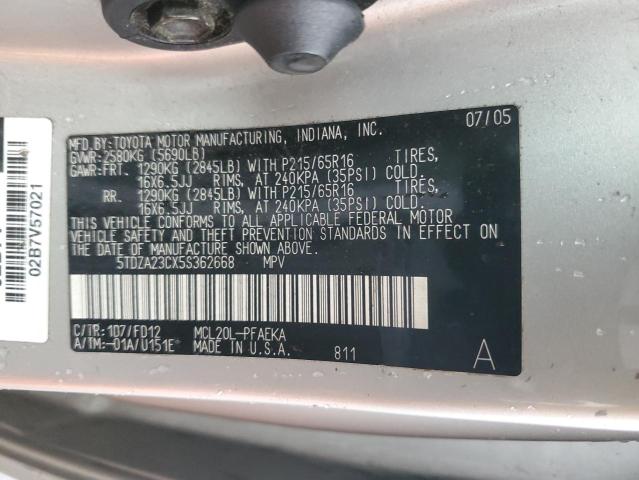 MFD.BY:TOYOTA MOTOR MANUFACTURING, INDIANA, INC. 07/05
GVWR:2580KG (5690LB)
GAWR:FRT. 1290KG (2845LB) WITH P215/65R16 TIRES,
16X6.5JJ RIMS, AT 240KPA (35PSI) COLD.
RR. 1290KG (2845LB) WITH P215/65R16 TIRES,
16X6.5JJ RIMS, AT 240KPA (35PSI) COLD.
THIS VEHICLE CONFORMS TO ALL APPLICABLE FEDERAL MOTOR
VEHICLE SAFETY AND THEFT PREVENTION STANDARDS IN EFFECT
ON THE DATE OF MANUFACTURE SHOWN ABOVE.
5TDZA23CX5S362668 MPV
C/TR:1D7/FD12 MCL20L-PFAEKA
A/TM:-01A/U151E MADE IN U.S.A. 811 A
02B7V57021